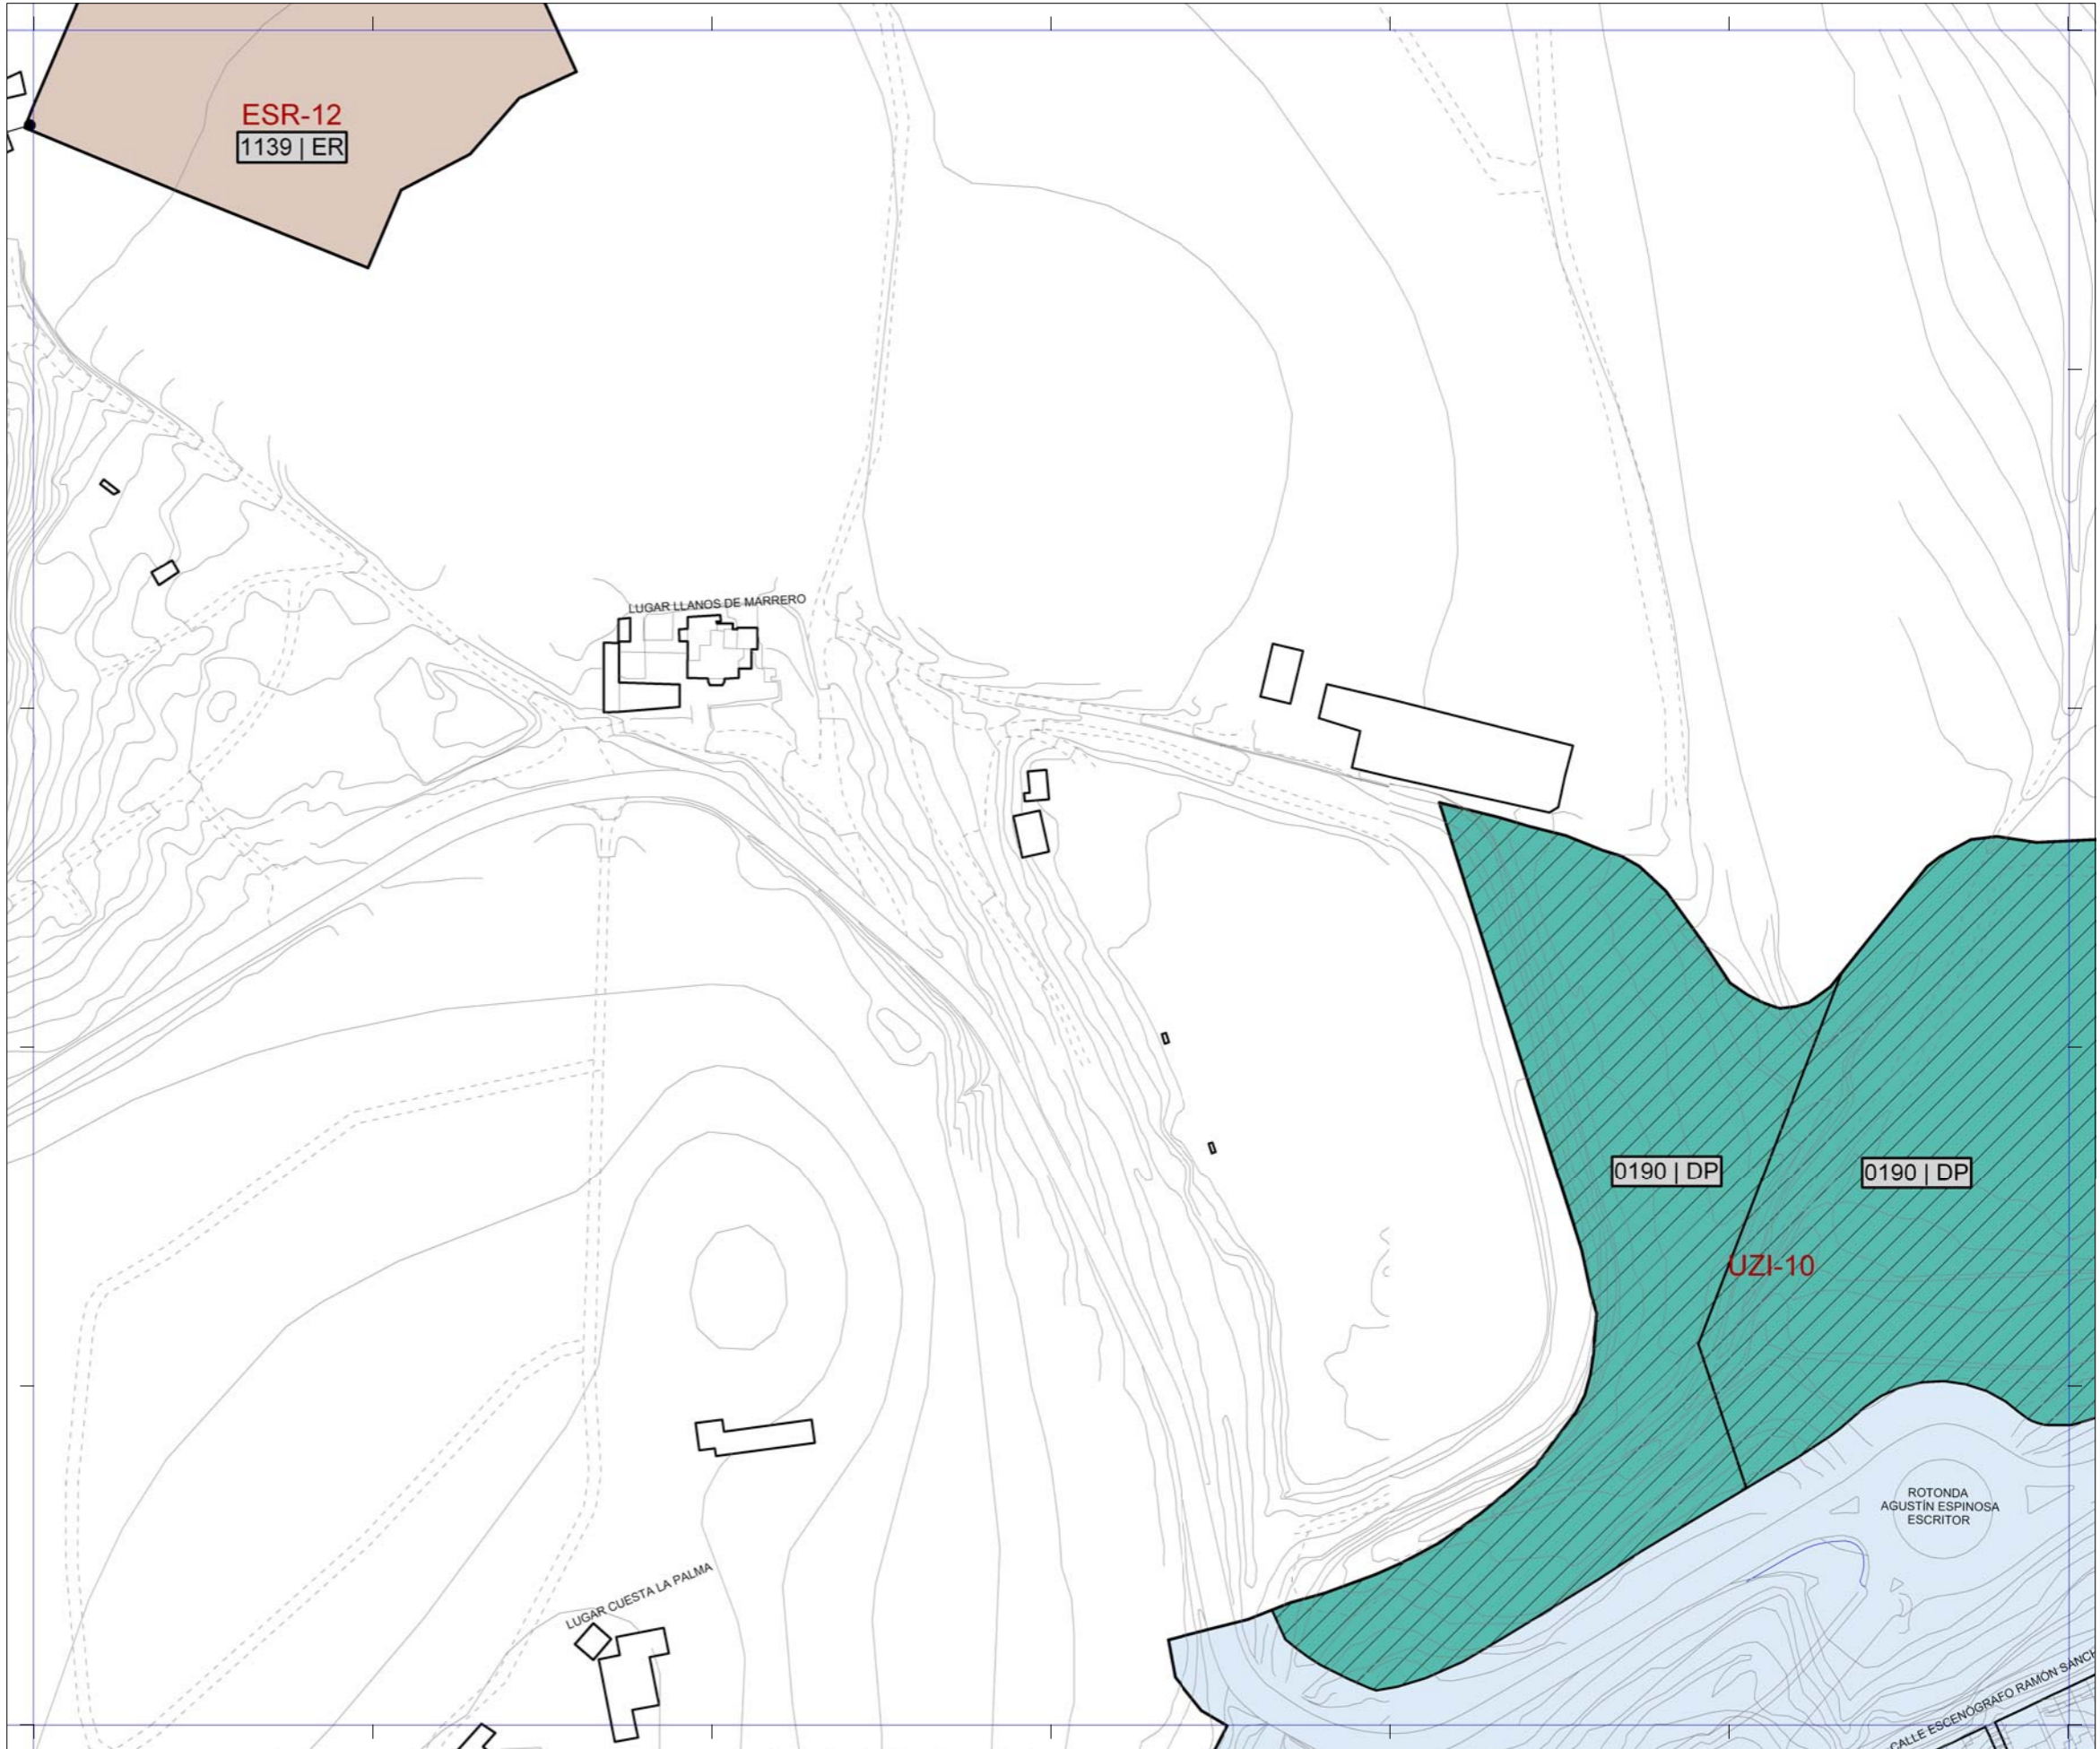 ESR-12
1139 | ER
LUGAR LLANOS DE MARRERO
0190 | DP
0190 | DP
UZI-10
ROTONDA
AGUSTÍN ESPINOSA
ESCRITOR
LUGAR CUESTA LA PALMA
CALLE ESCENÓGRAFO RAMÓN SÁNCH